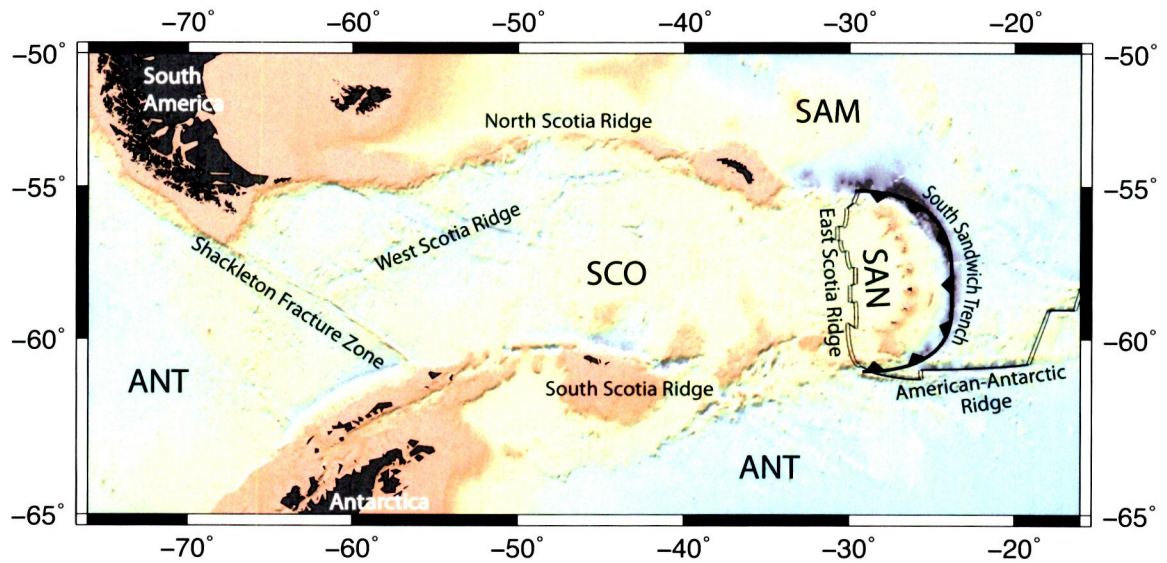 −70° −60° −50° −40° −30° −20°
−50° −50°
South
America
SAM
North Scotia Ridge
−55° −55°
South Sandwich Trench
West Scotia Ridge
East Scotia Ridge
SAN
SCO
Shackleton Fracture Zone
−60° −60°
ANT
South Scotia Ridge
American-Antarctic
Ridge
ANT
Antarctica
−65° −65°
−70° −60° −50° −40° −30° −20°